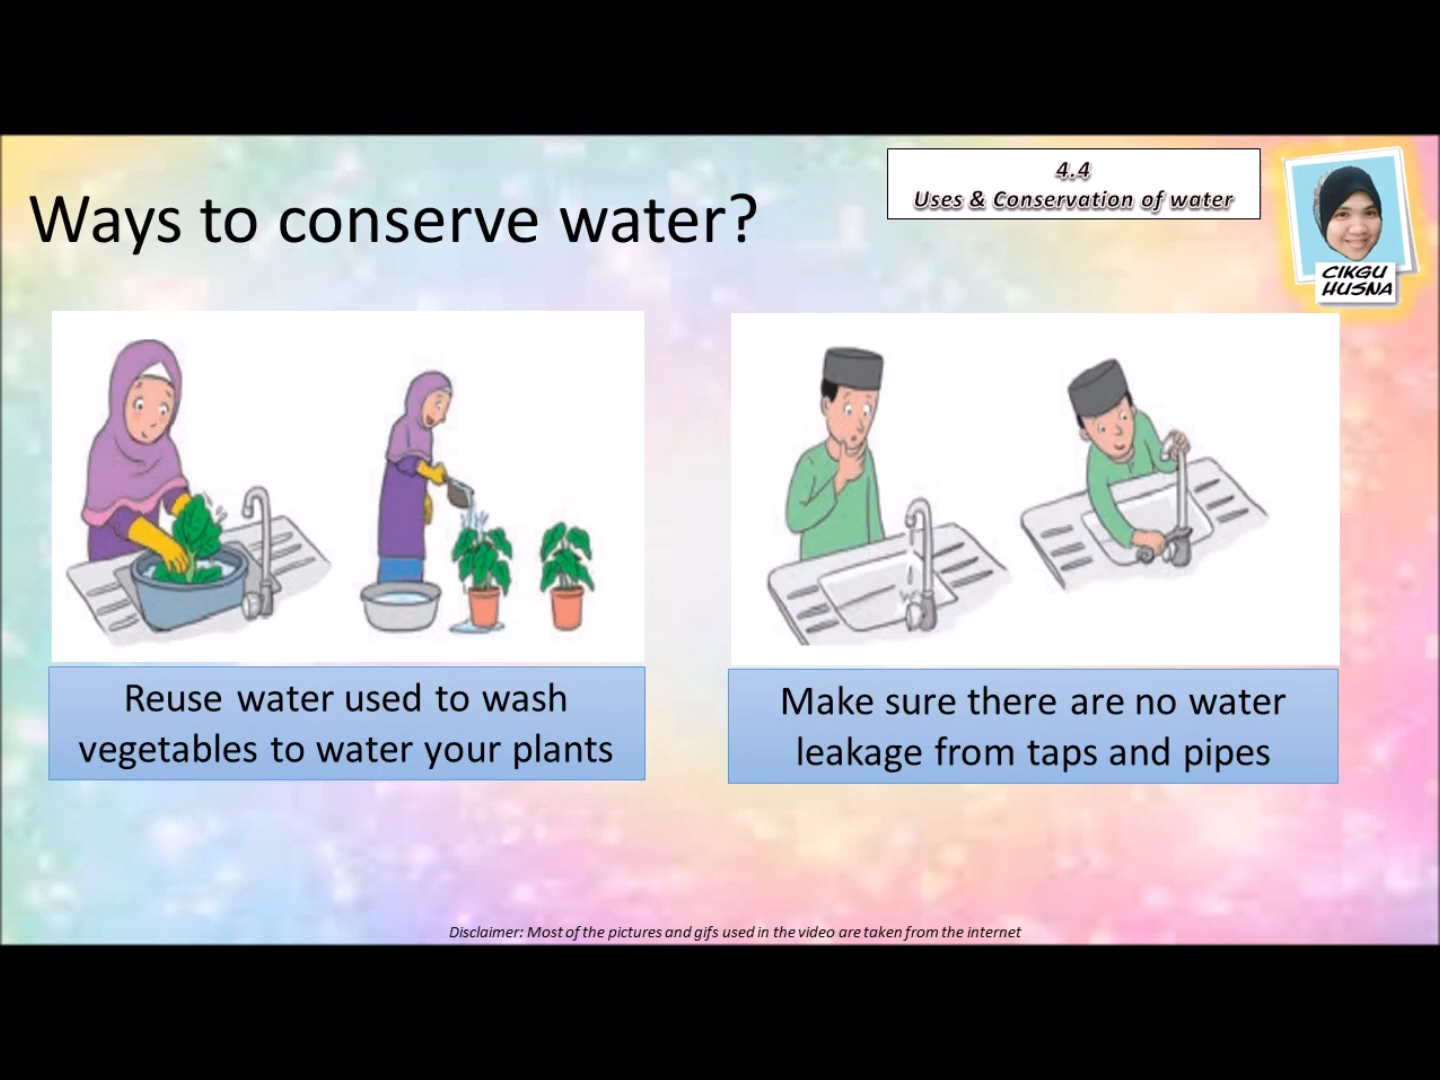 4.4
Uses & Conservation of water
Ways to conserve water?
CIKGU
HUSNA
Reuse water used to wash
vegetables to water your plants
Make sure there are no water
leakage from taps and pipes
Disclaimer: Most of the pictures and gifs used in the video are taken from the internet